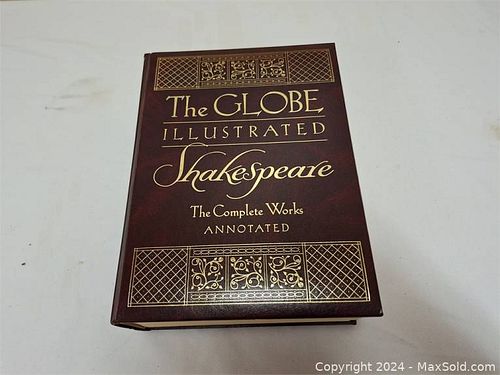 The GLOBE
ILLUSTRATED
Shakespeare
The Complete Works
ANNOTATED
Copyright 2024 - MaxSold.com